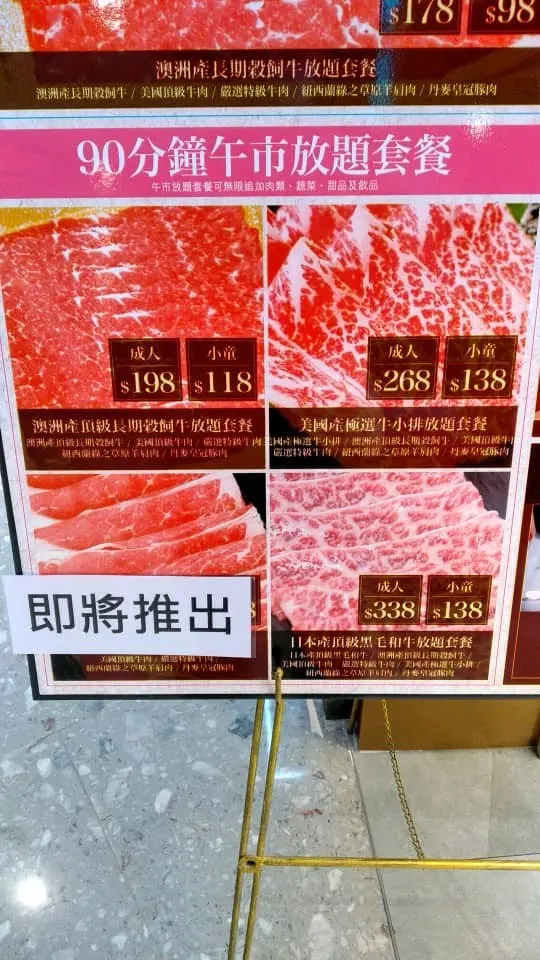 $178
$98
澳洲產長期穀飼牛放題套餐
澳洲產長期穀飼牛 / 美國頂級牛肉 / 嚴選特級牛肉 / 紐西蘭綠之草原羊肩肉 / 丹麥皇冠豚肉
90分鐘午市放題套餐
午市放題套餐可無限追加肉類、蔬菜、甜品及飲品
成人 小童
$198 $118
澳洲產頂級長期穀飼牛放題套餐
澳洲產頂級長期穀飼牛 / 美國頂級牛肉 / 嚴選特級牛肉
紐西蘭綠之草原羊肩肉 / 丹麥皇冠豚肉
成人 小童
$268 $138
美國產極選牛小排放題套餐
美國產極選牛小排 / 澳洲產頂級長期穀飼牛 / 美國頂級牛肉
嚴選特級牛肉 / 紐西蘭綠之草原羊肩肉 / 丹麥皇冠豚肉
8
即將推出
美國頂級牛肉 / 嚴選特級牛肉 /
紐西蘭綠之草原羊肩肉 / 丹麥皇冠豚肉
成人 小童
$338 $138
日本產頂級黑毛和牛放題套餐
日本產頂級黑毛和牛 / 澳洲產頂級長期穀飼牛 /
美國頂級牛肉 / 嚴選特級牛肉 / 美國產極選牛小排 /
紐西蘭綠之草原羊肩肉 / 丹麥皇冠豚肉